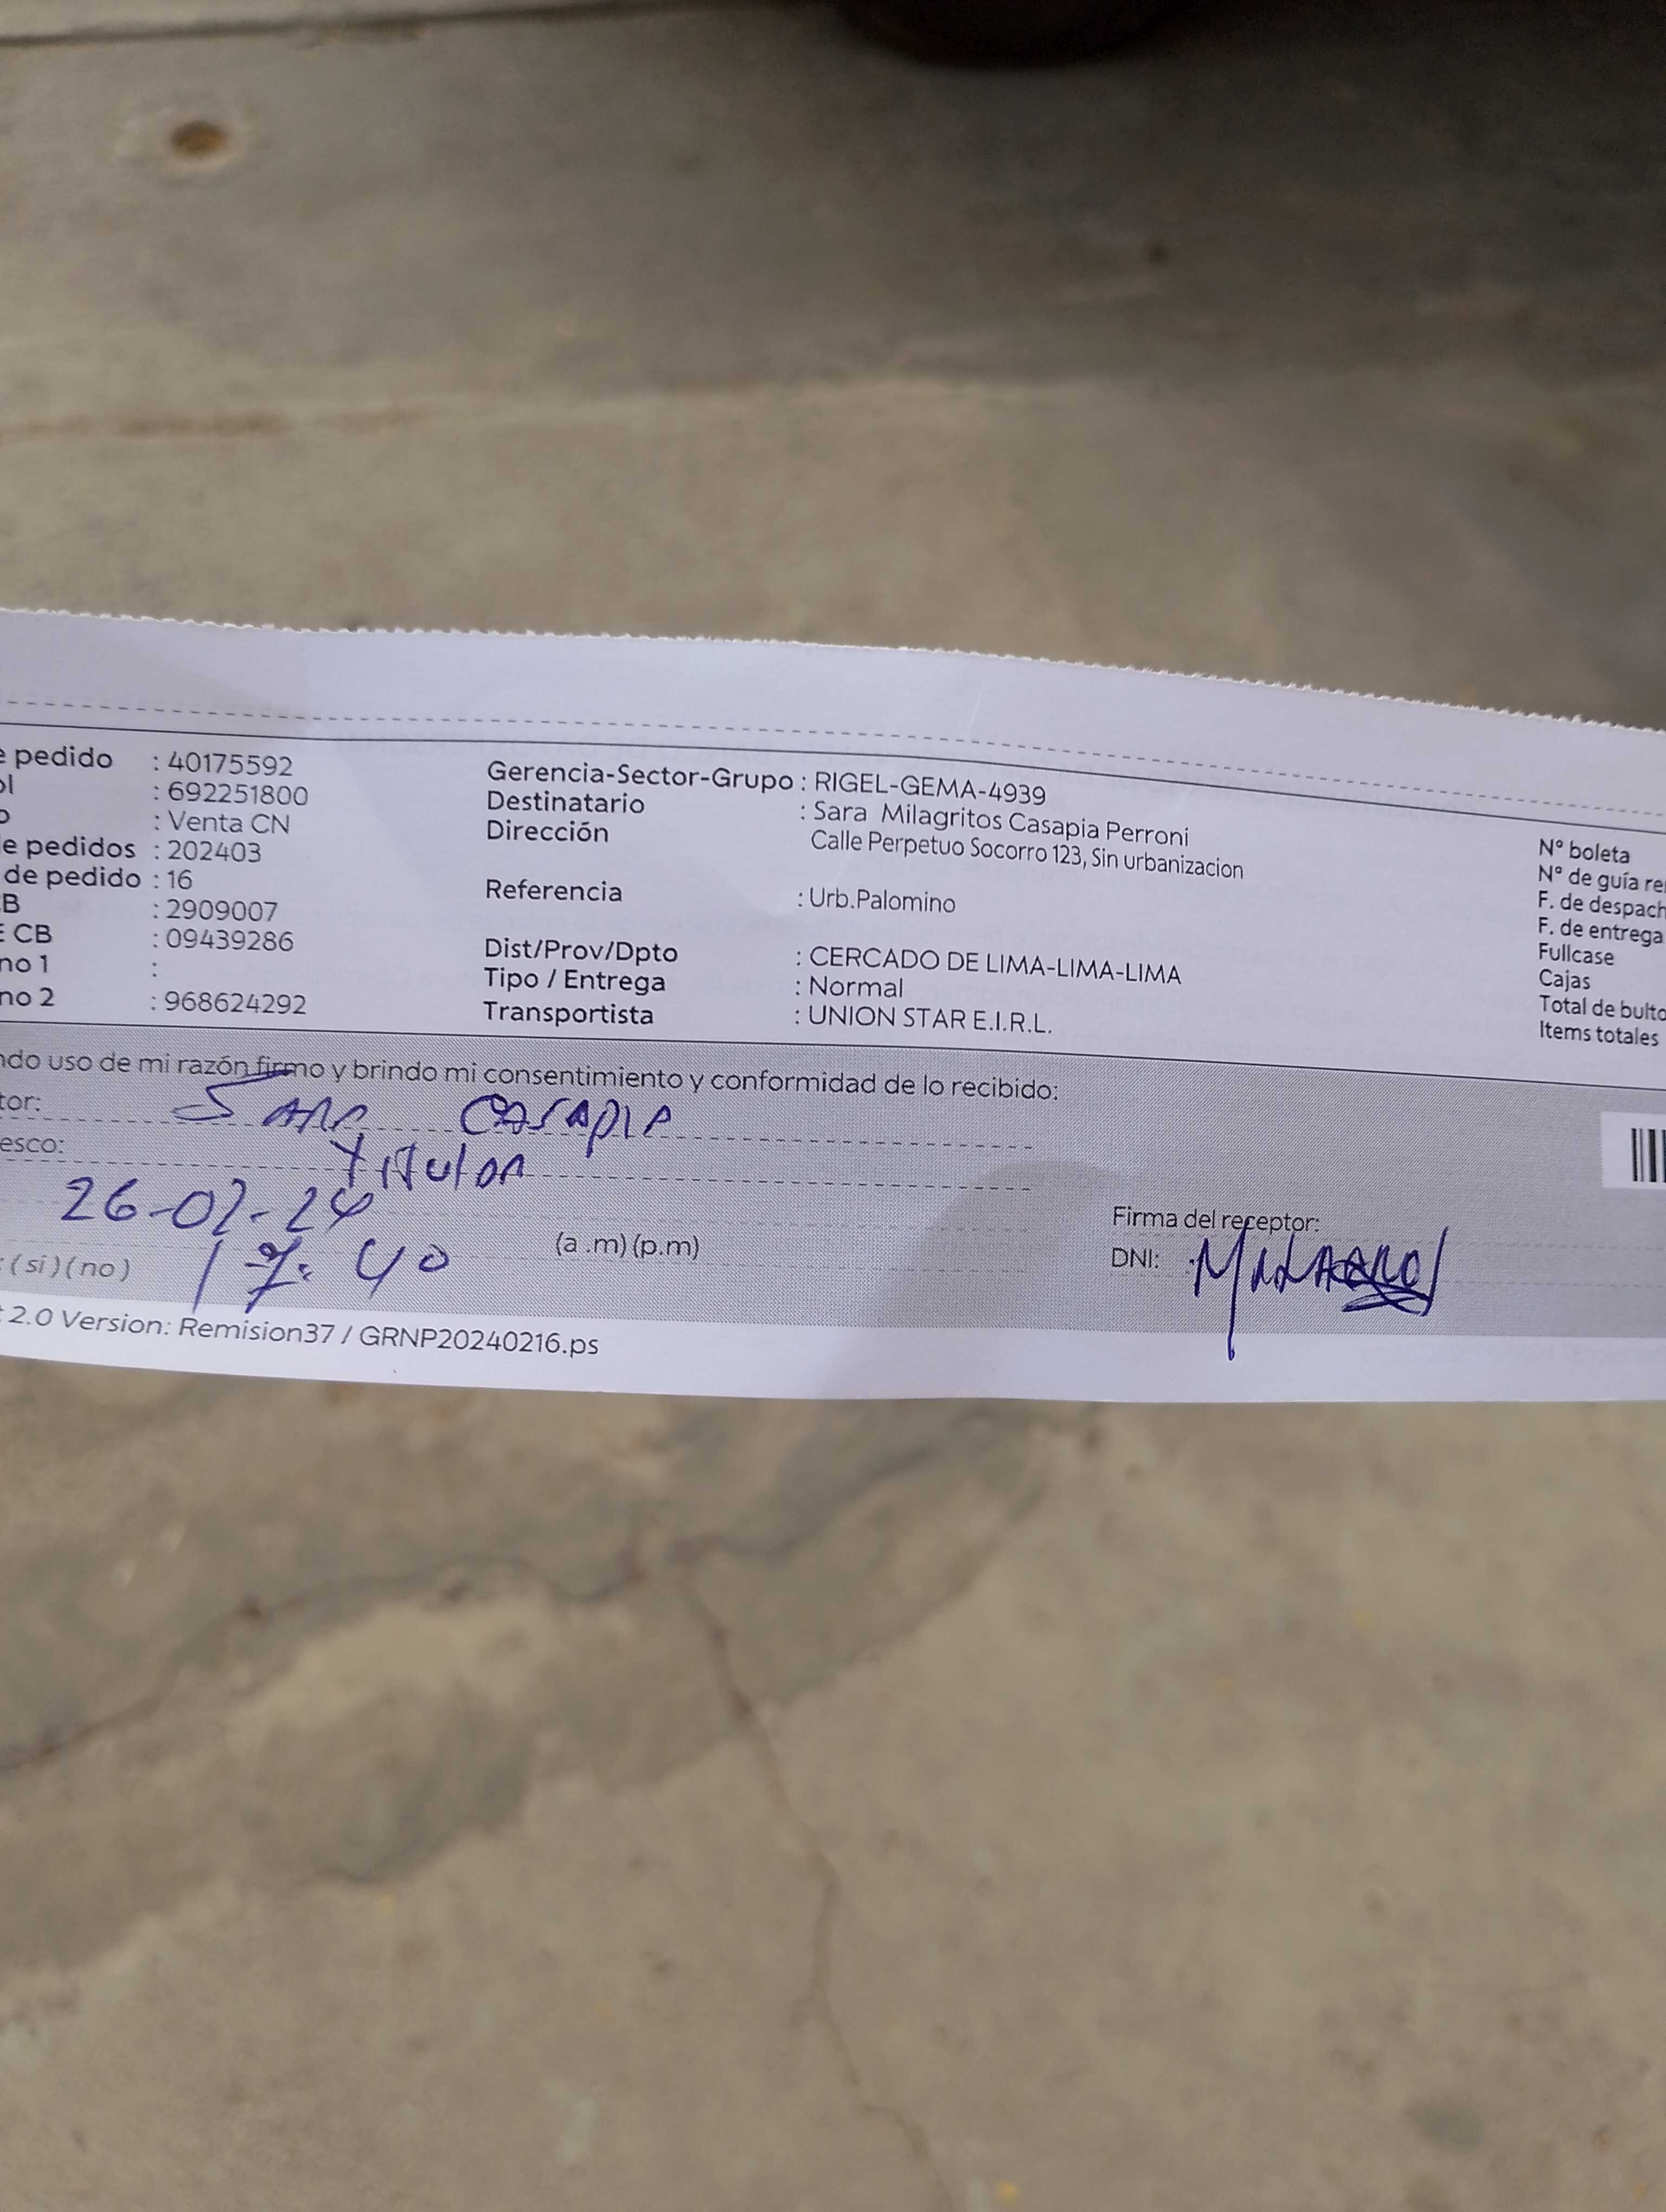 e pedido : 40175592
ol : 692251800
o : Venta CN
e pedidos : 202403
de pedido : 16
B : 2909007
E CB : 09439286
no 1 :
no 2 : 968624292
Gerencia-Sector-Grupo : RIGEL-GEMA-4939
Destinatario : Sara Milagritos Casapia Perroni
Dirección Calle Perpetuo Socorro 123, Sin urbanizacion
Referencia : Urb.Palomino
Dist/Prov/Dpto : CERCADO DE LIMA-LIMA-LIMA
Tipo / Entrega : Normal
Transportista : UNION STAR E.I.R.L.
Nº boleta
Nº de guía re
F. de despach
F. de entrega
Fullcase
Cajas
Total de bulto
Items totales
ndo uso de mi razón firmo y brindo mi consentimiento y conformidad de lo recibido:
tor: Sara Casapia
esco: Titular
26-02-24
: (si) (no) 17:40 (a .m) (p.m)
Firma del receptor:
DNI:
: 2.0 Version: Remision37 / GRNP20240216.ps